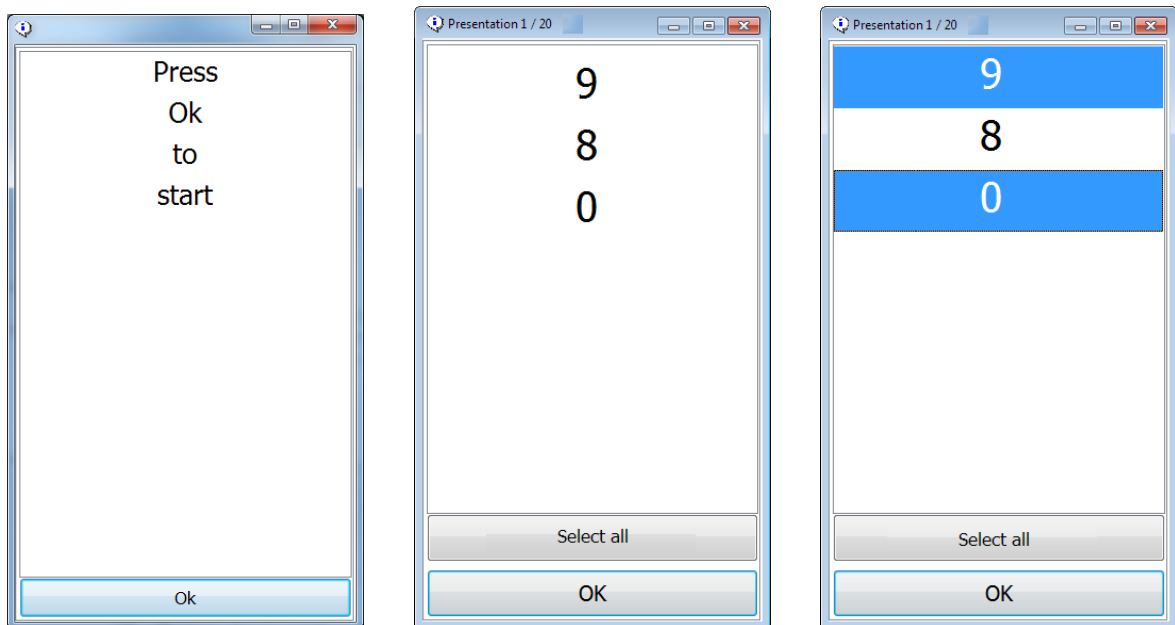 Press
Ok
to
start
Ok
Presentation 1 / 20
9
8
0
Select all
OK
Presentation 1 / 20
9
8
0
Select all
OK